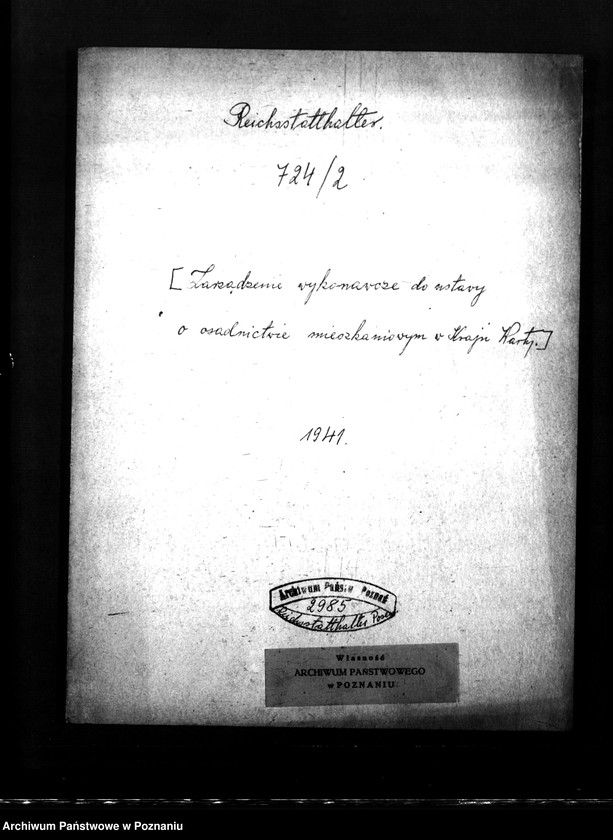 Reichsstatthalter.
724/2
[Zarządzenie wykonawcze do ustawy
o osadnictwie mieszkaniowym w Kraju Warty.]
1941.
Archiwum Państw. Poznań
2985
Reichsstatthalter Posen
Własność
ARCHIWUM PAŃSTWOWEGO
w POZNANIU
Archiwum Państwowe w Poznaniu